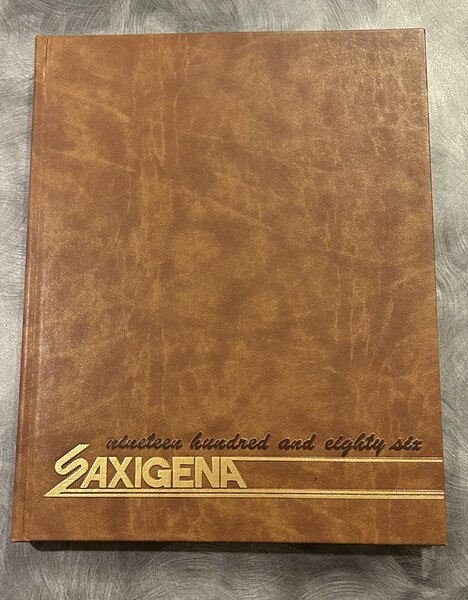 nineteen hundred and eighty six
SAXIGENA